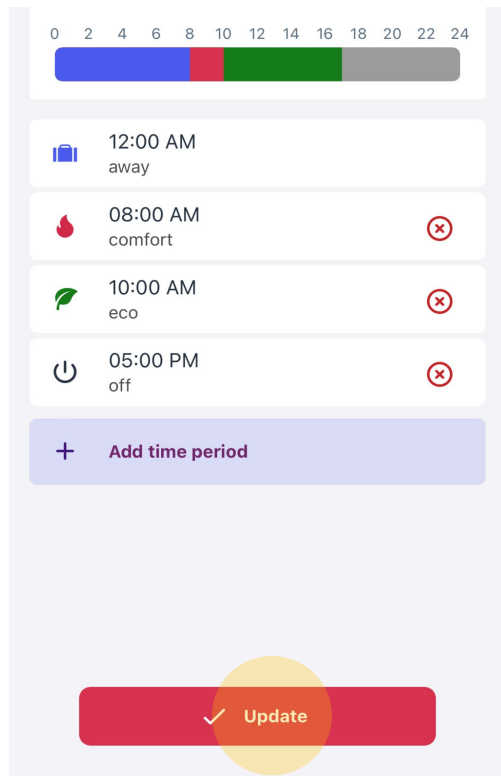 0 2 4 6 8 10 12 14 16 18 20 22 24
12:00 AM
away
08:00 AM
comfort
10:00 AM
eco
05:00 PM
off
Add time period
Update